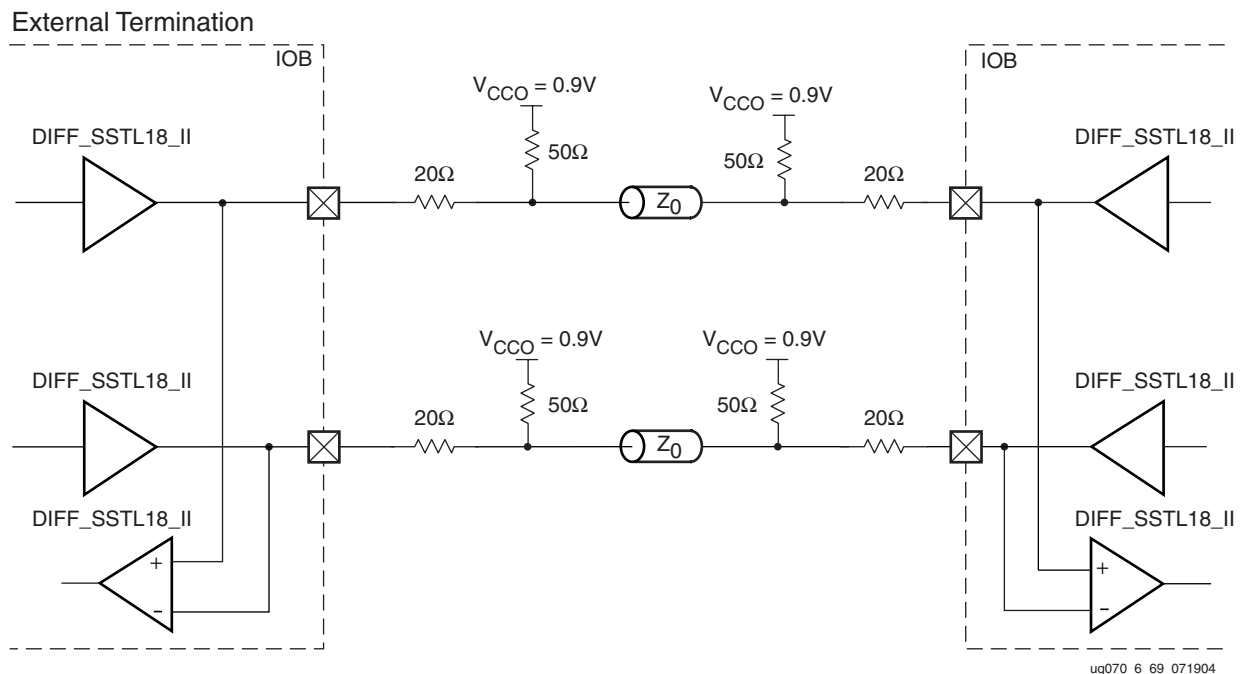 External Termination
IOB
IOB
V_CCO = 0.9V
V_CCO = 0.9V
DIFF_SSTL18_II
DIFF_SSTL18_II
50Ω
50Ω
20Ω
20Ω
Z_0
V_CCO = 0.9V
V_CCO = 0.9V
DIFF_SSTL18_II
DIFF_SSTL18_II
50Ω
50Ω
20Ω
20Ω
Z_0
DIFF_SSTL18_II
DIFF_SSTL18_II
+
+
–
–
ug070_6_69_071904